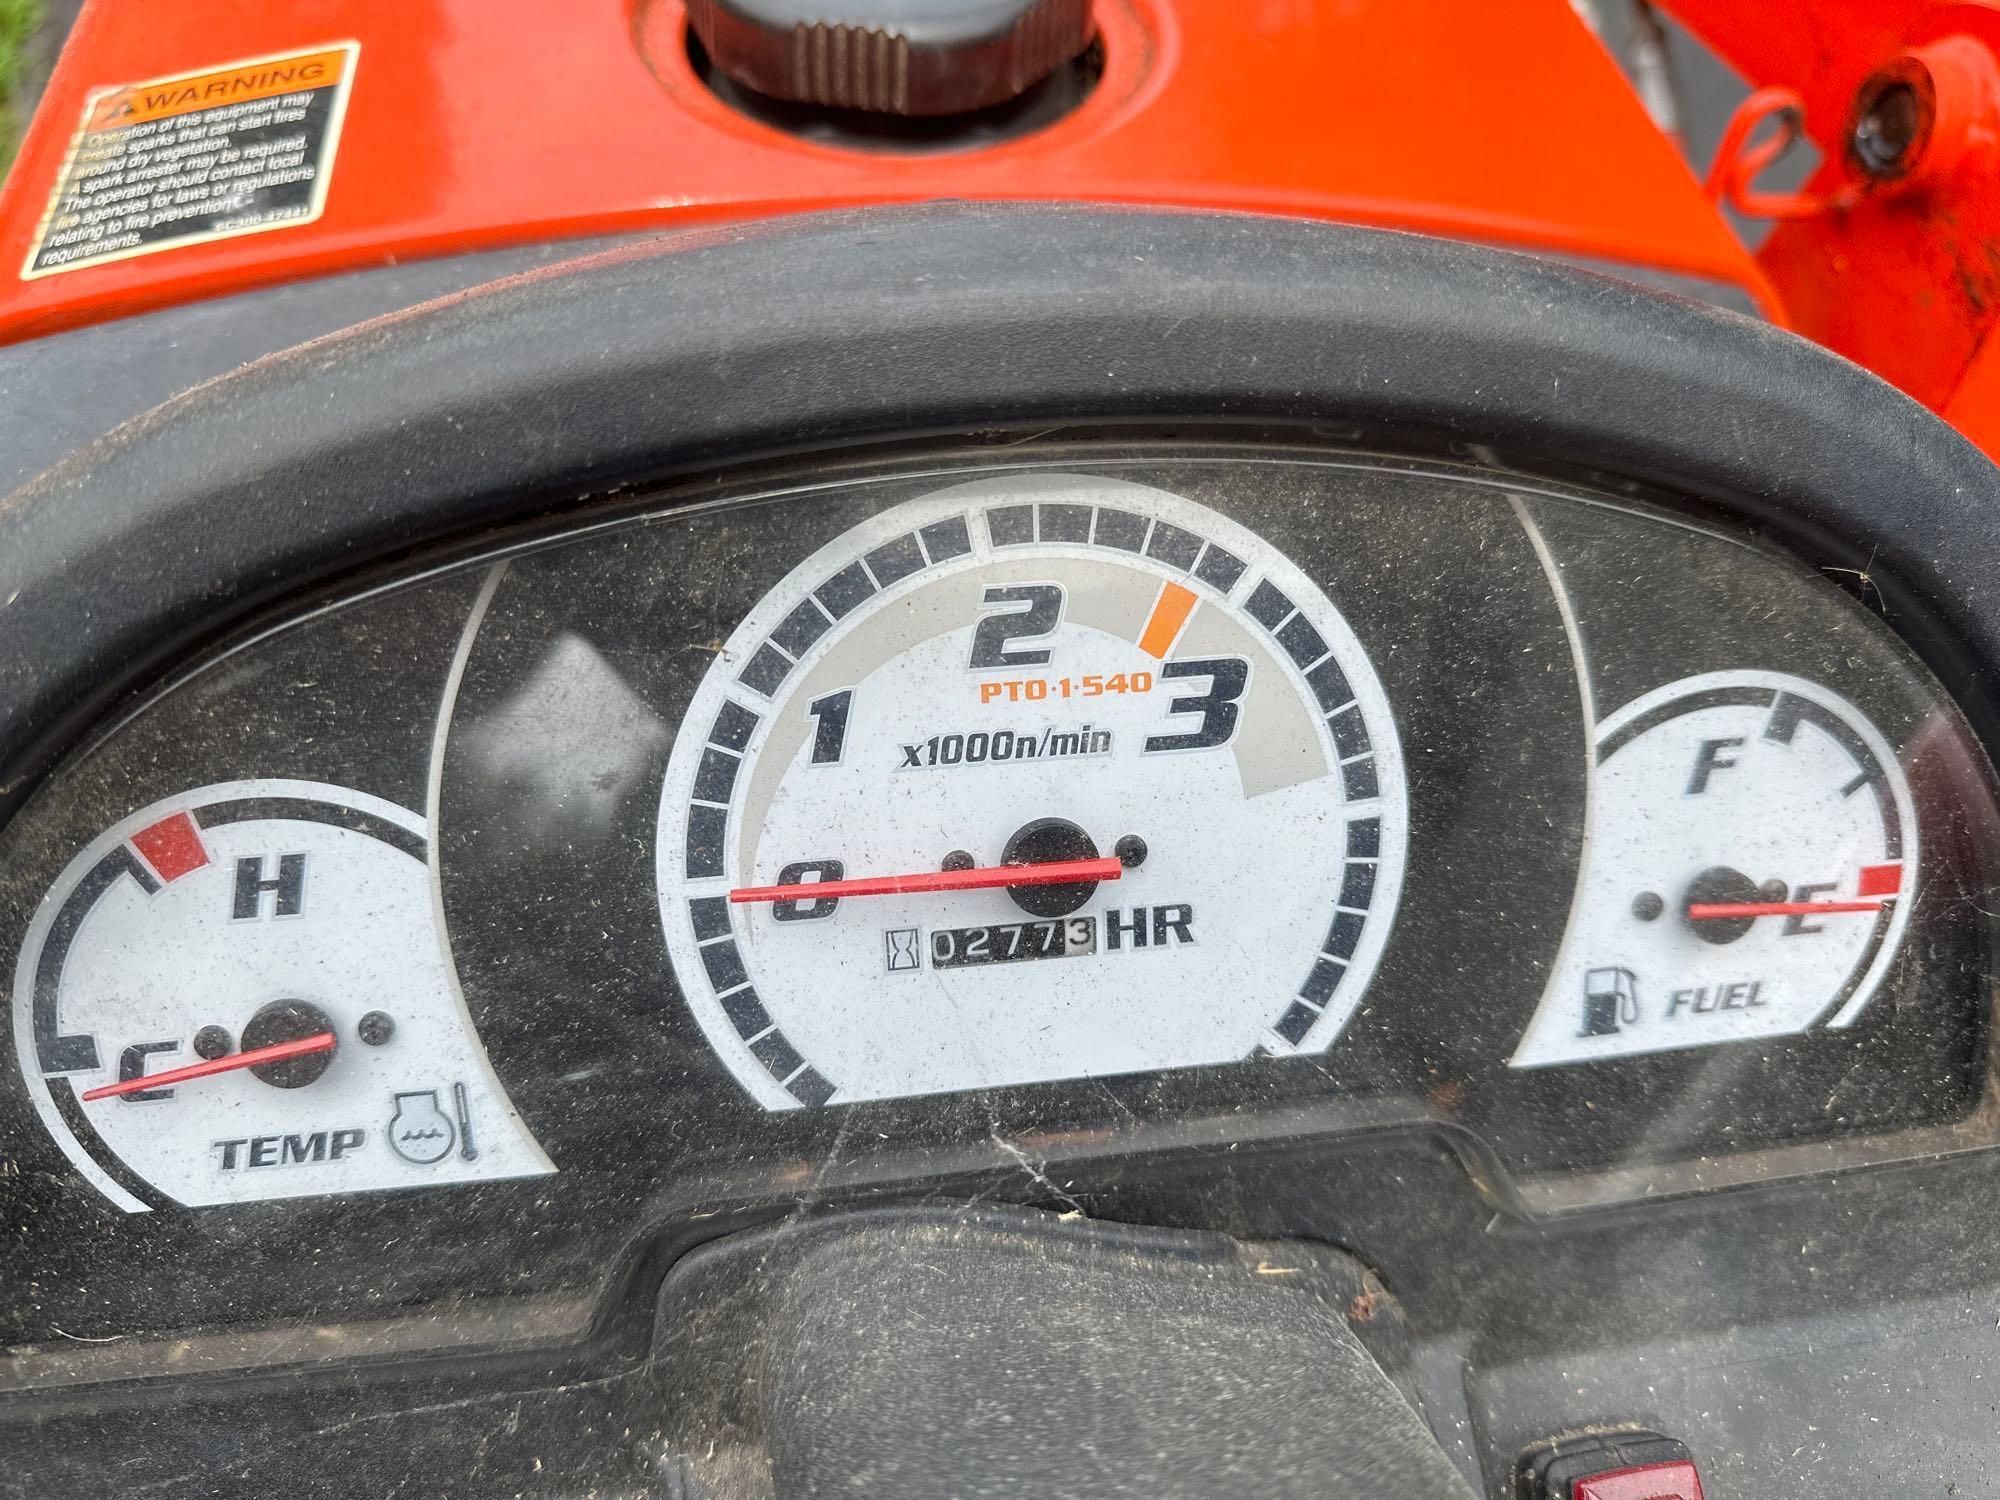 WARNING
Operation of this equipment may
create sparks that can start fires
around dry vegetation.
A spark arrester may be required.
The operator should contact local
fire agencies for laws or regulations
relating to fire prevention
requirements.
6C300-47441
2
PTO·1·540
1
3
x1000n/min
0
02773 HR
H
C
TEMP
F
E
FUEL